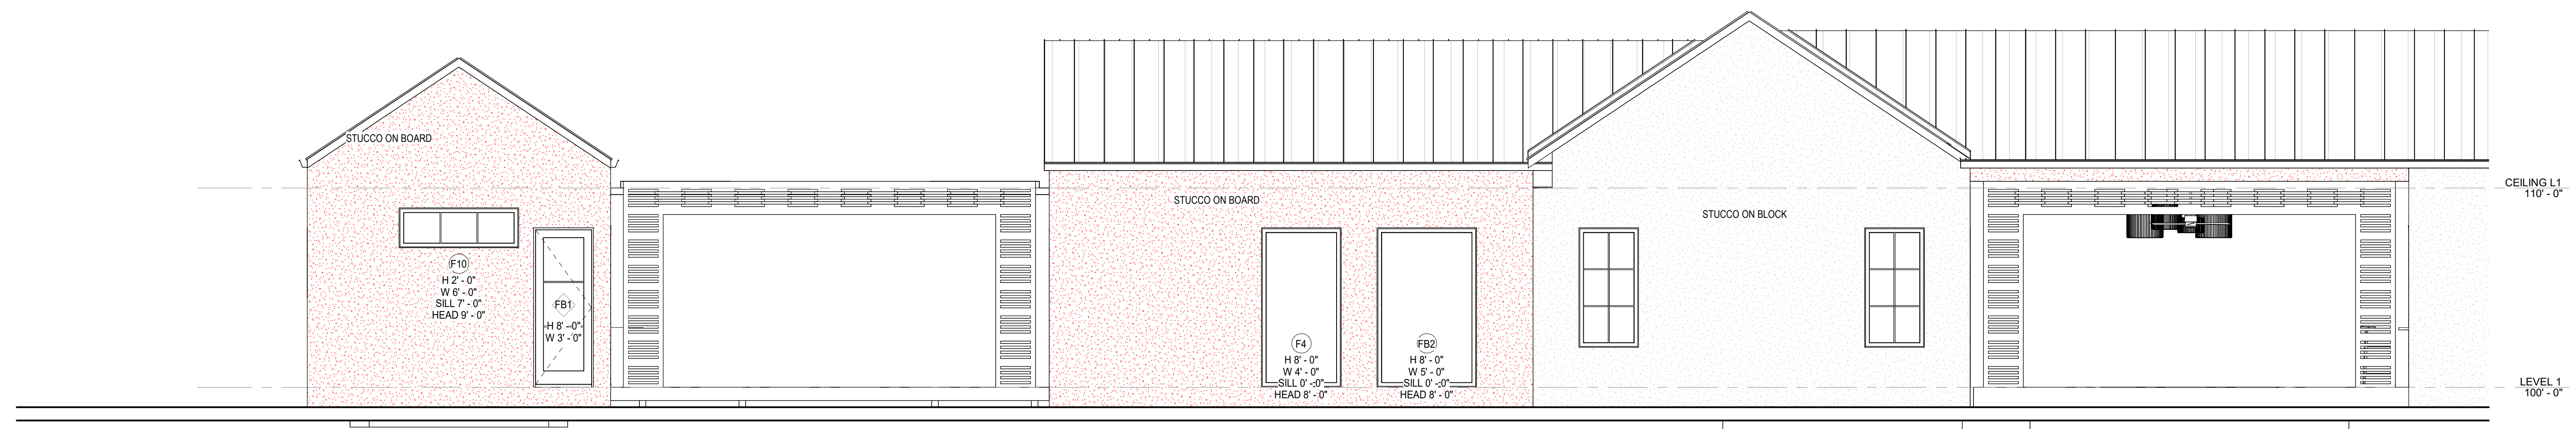 STUCCO ON BOARD
F10
H 2' - 0"
W 6' - 0"
SILL 7' - 0"
HEAD 9' - 0"
FB1
H 8' - 0"
W 3' - 0"
STUCCO ON BOARD
F4
H 8' - 0"
W 4' - 0"
SILL 0' - 0"
HEAD 8' - 0"
FB2
H 8' - 0"
W 5' - 0"
SILL 0' - 0"
HEAD 8' - 0"
STUCCO ON BLOCK
CEILING L1
110' - 0"
LEVEL 1
100' - 0"